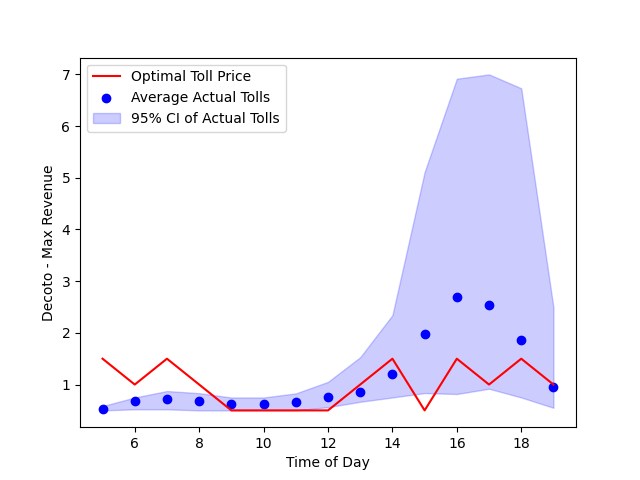 Optimal Toll Price
Average Actual Tolls
95% CI of Actual Tolls
7
6
5
4
3
2
1
Decoto - Max Revenue
6 8 10 12 14 16 18
Time of Day